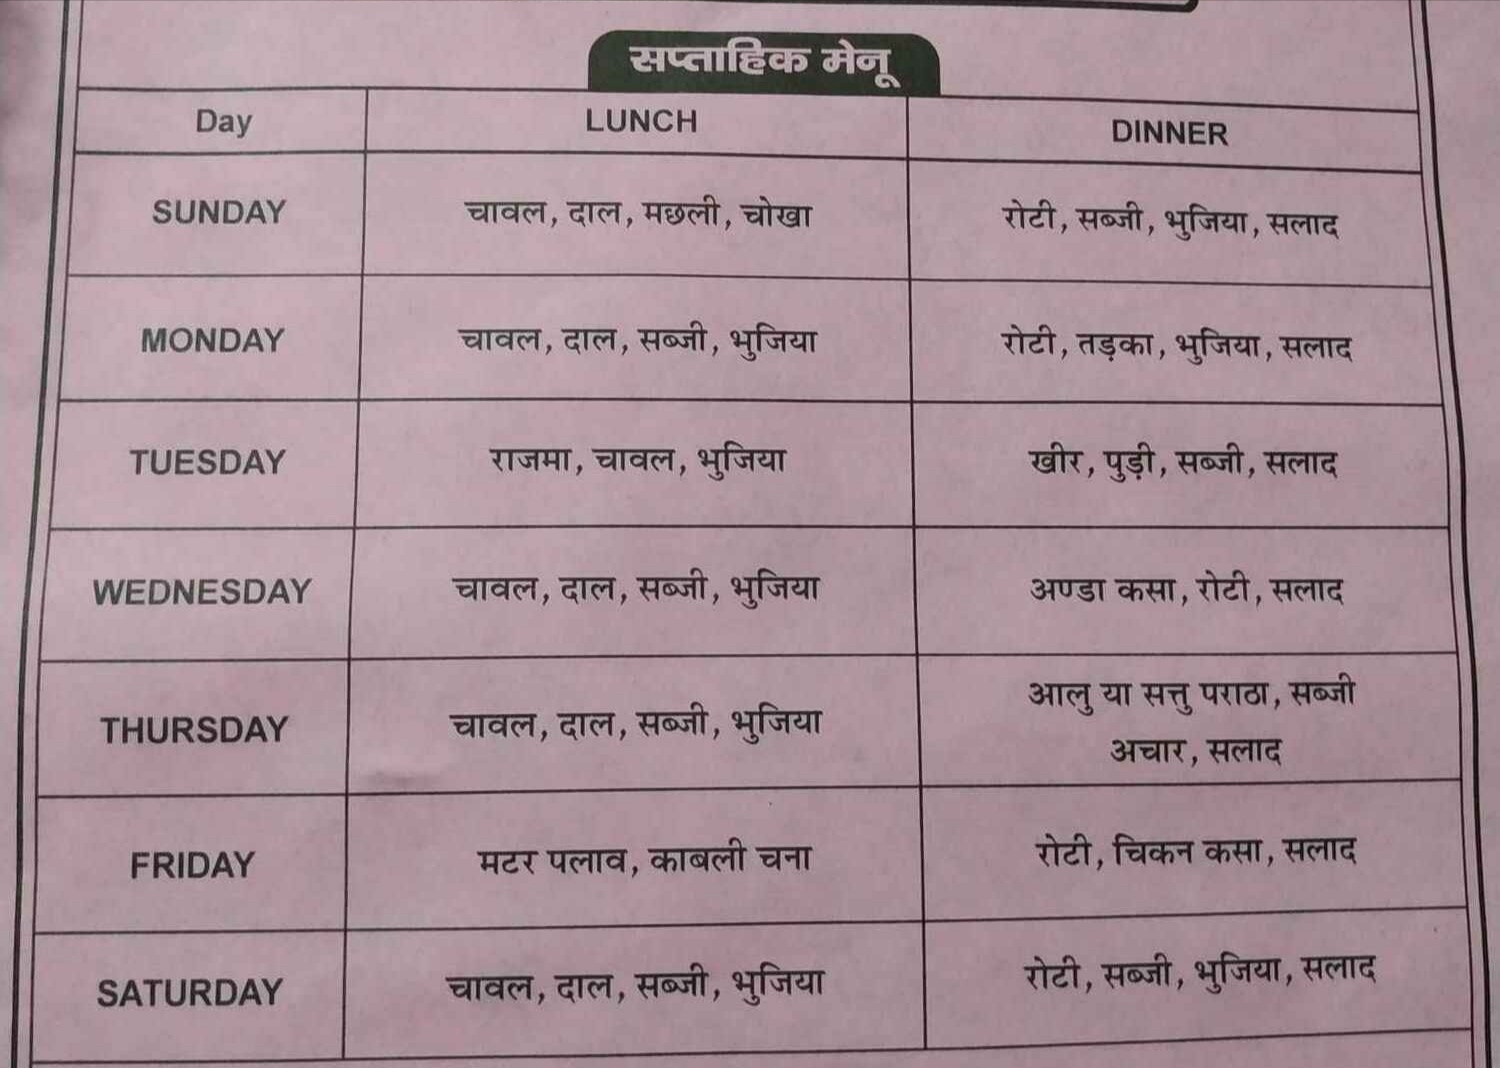 सप्ताहिक मेनू
Day LUNCH DINNER
SUNDAY चावल, दाल, मछली, चोखा रोटी, सब्जी, भुजिया, सलाद
MONDAY चावल, दाल, सब्जी, भुजिया रोटी, तड़का, भुजिया, सलाद
TUESDAY राजमा, चावल, भुजिया खीर, पुड़ी, सब्जी, सलाद
WEDNESDAY चावल, दाल, सब्जी, भुजिया अण्डा कसा, रोटी, सलाद
THURSDAY चावल, दाल, सब्जी, भुजिया आलु या सत्तु पराठा, सब्जी
अचार, सलाद
FRIDAY मटर पलाव, काबली चना रोटी, चिकन कसा, सलाद
SATURDAY चावल, दाल, सब्जी, भुजिया रोटी, सब्जी, भुजिया, सलाद